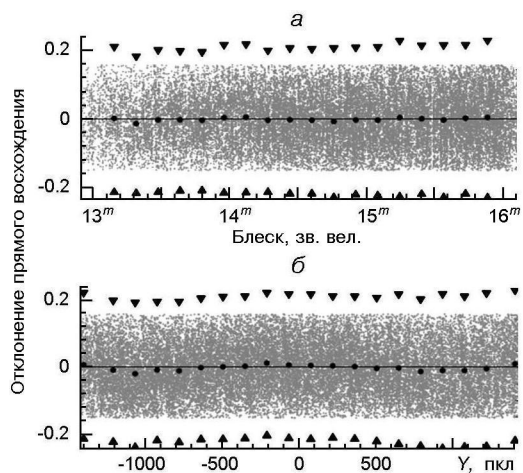 Отклонение прямого восхождения
а
0.2
0
-0.2
13ᵐ 14ᵐ 15ᵐ 16ᵐ
Блеск, зв. вел.
б
0.2
0
-0.2
-1000 -500 0 500 Y, пкл